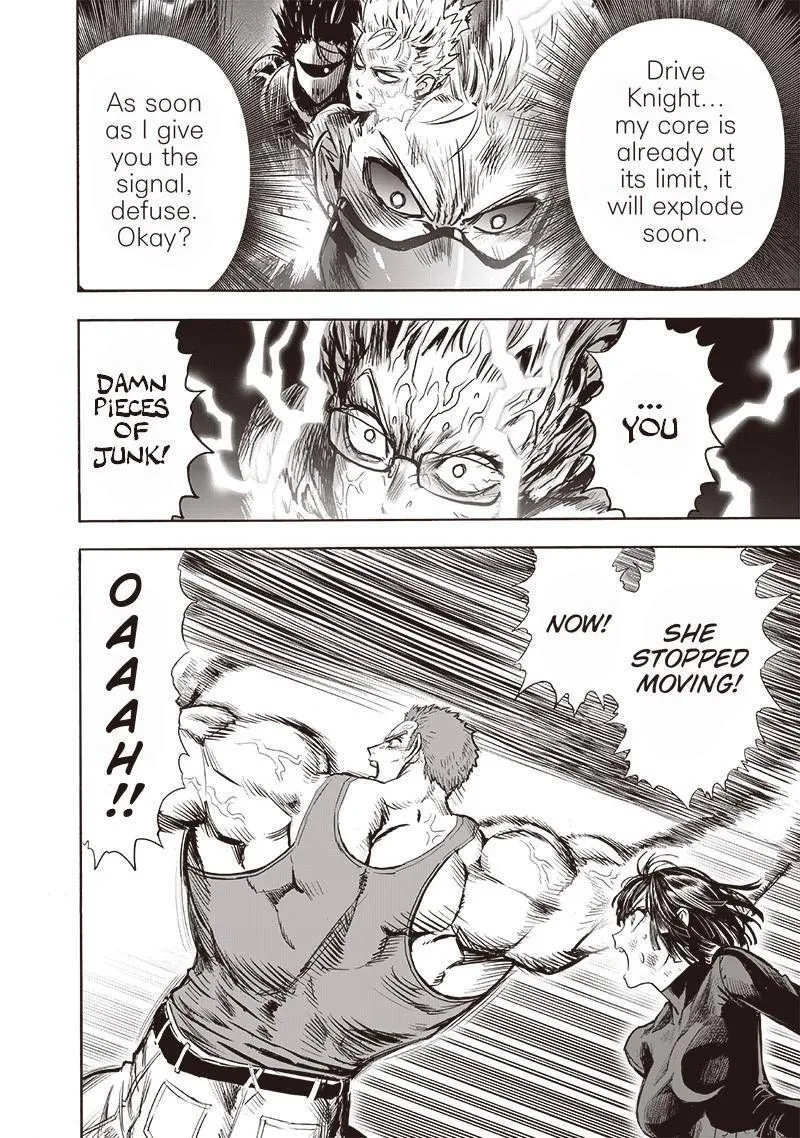 Drive
Knight...
my core is
already at
its limit, it
will explode
soon.
As soon
as I give
you the
signal,
defuse.
Okay?
...
YOU
DAMN
PIECES
OF
JUNK!
SHE
STOPPED
MOVING!
NOW!
OAAAH!!